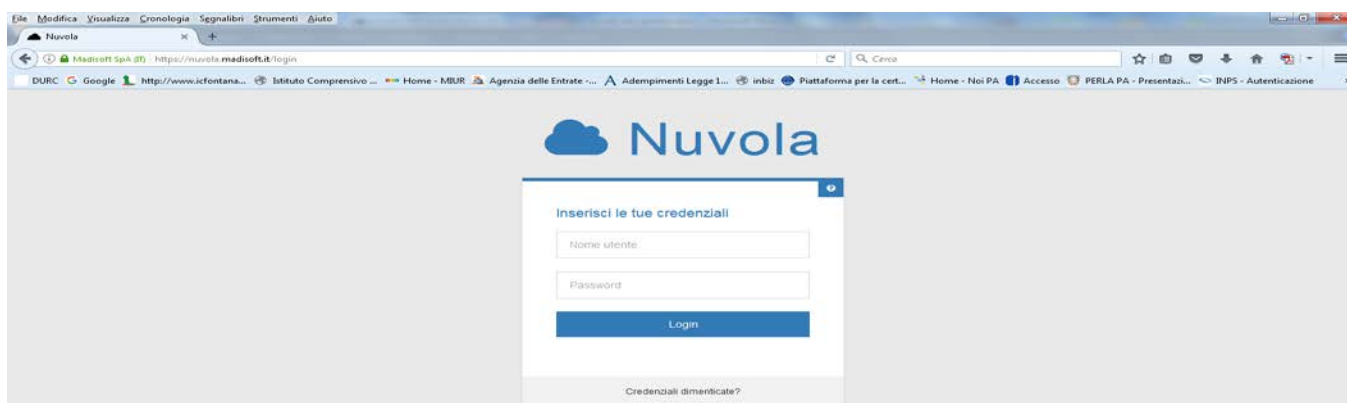 File Modifica Visualizza Cronologia Segnalibri Strumenti Aiuto
Nuvola × +
Madisoft SpA (IT) https://nuvola.madisoft.it/login Cerca
DURC Google http://www.icfontana... Istituto Comprensivo ... Home - MIUR Agenzia delle Entrate -... Adempimenti Legge 1... inbiz Piattaforma per la cert... Home - Noi PA Accesso PERLA PA - Presentazi... INPS - Autenticazione
Nuvola
Inserisci le tue credenziali
Nome utente
Password
Login
Credenziali dimenticate?